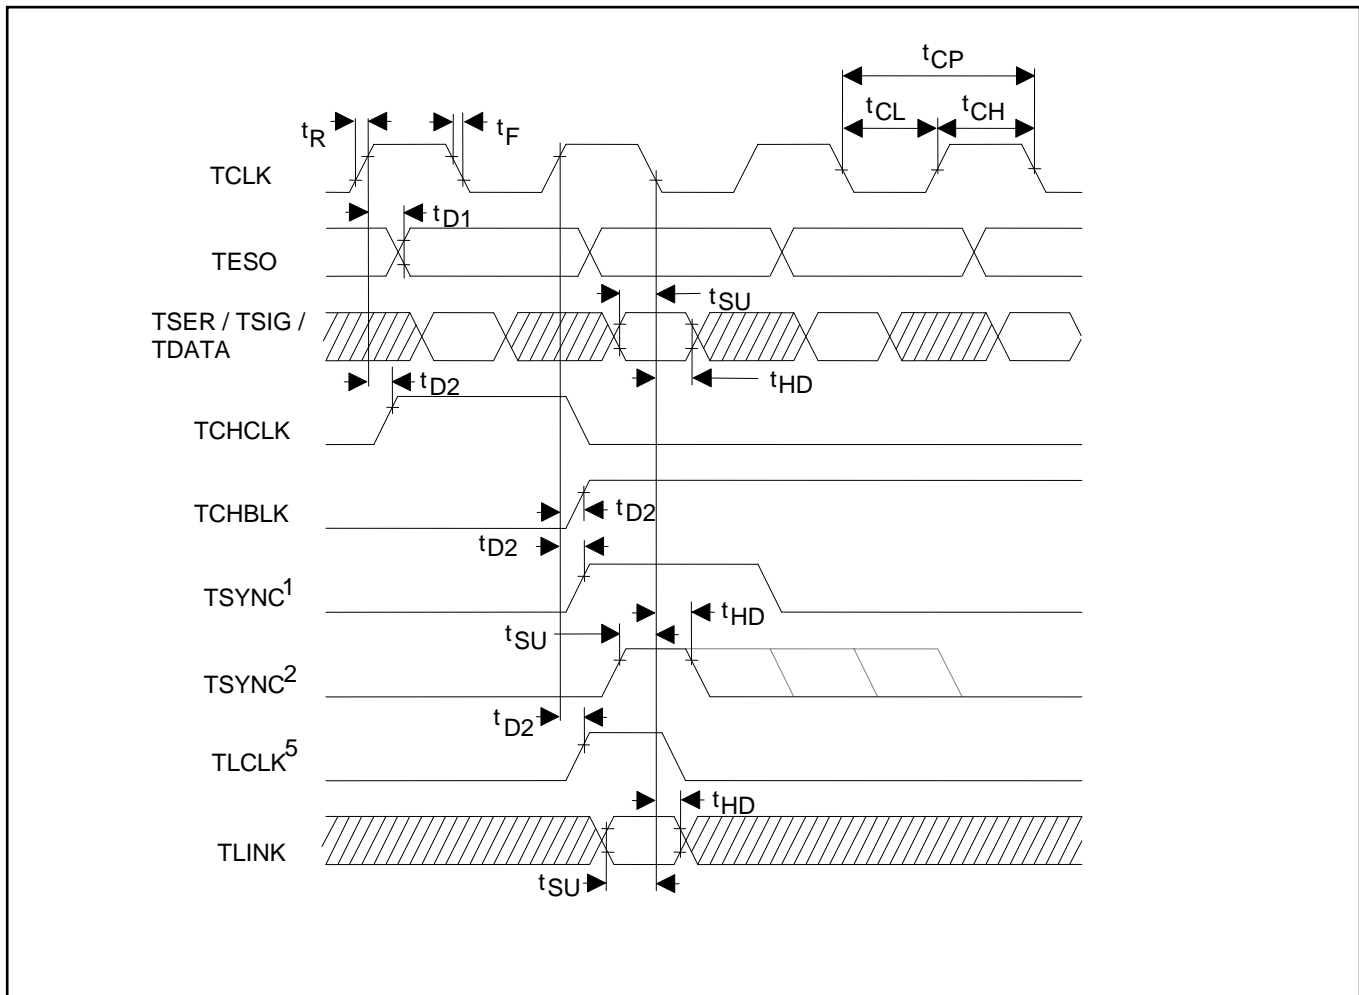 tCP
tCL tCH
tR tF
TCLK
tD1
TESO
tSU
TSER / TSIG /
TDATA
tD2 tHD
TCHCLK
TCHBLK tD2
tD2
TSYNC1
tHD
tSU
TSYNC2
tD2
TLCLK5
tHD
TLINK
tSU